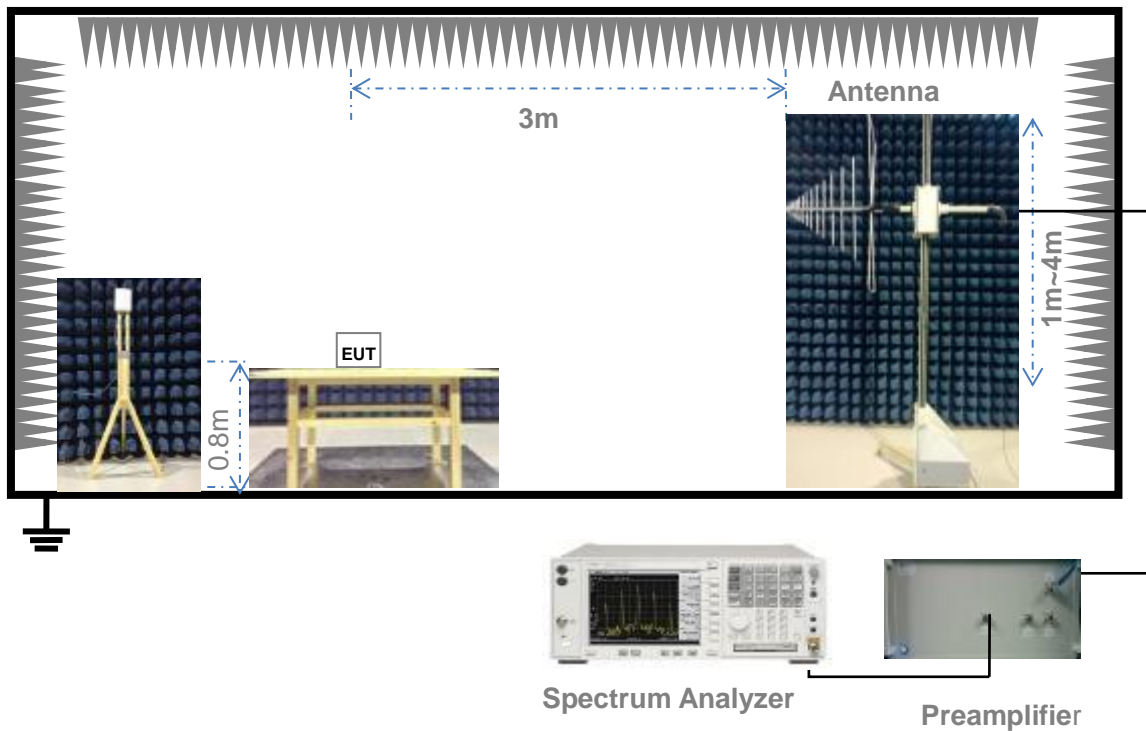 Antenna
3m
1m~4m
EUT
0.8m
Spectrum Analyzer
Preamplifier